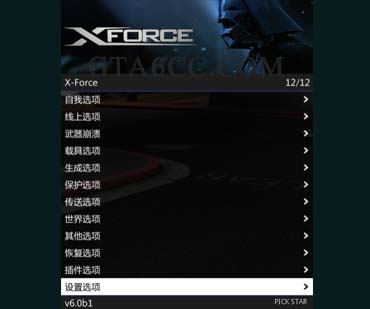 XFORCE
GTA6CC.COM
X-Force 12/12
自我选项
线上选项
武器崩溃
载具选项
生成选项
保护选项
传送选项
世界选项
其他选项
恢复选项
插件选项
设置选项
v6.0b1 PICK STAR